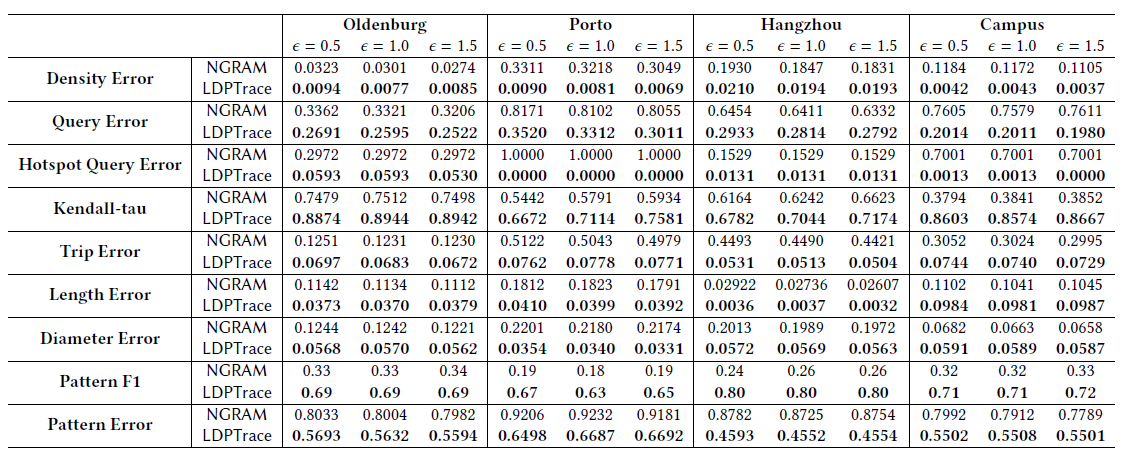 Oldenburg Porto Hangzhou Campus
ϵ = 0.5 ϵ = 1.0 ϵ = 1.5 ϵ = 0.5 ϵ = 1.0 ϵ = 1.5 ϵ = 0.5 ϵ = 1.0 ϵ = 1.5 ϵ = 0.5 ϵ = 1.0 ϵ = 1.5
Density Error NGRAM 0.0323 0.0301 0.0274 0.3311 0.3218 0.3049 0.1930 0.1847 0.1831 0.1184 0.1172 0.1105
LDPTrace 0.0094 0.0077 0.0085 0.0090 0.0081 0.0069 0.0210 0.0194 0.0193 0.0042 0.0043 0.0037
Query Error NGRAM 0.3362 0.3321 0.3206 0.8171 0.8102 0.8055 0.6454 0.6411 0.6332 0.7605 0.7579 0.7611
LDPTrace 0.2691 0.2595 0.2522 0.3520 0.3312 0.3011 0.2933 0.2814 0.2792 0.2014 0.2011 0.1980
Hotspot Query Error NGRAM 0.2972 0.2972 0.2972 1.0000 1.0000 1.0000 0.1529 0.1529 0.1529 0.7001 0.7001 0.7001
LDPTrace 0.0593 0.0593 0.0530 0.0000 0.0000 0.0000 0.0131 0.0131 0.0131 0.0013 0.0013 0.0000
Kendall-tau NGRAM 0.7479 0.7512 0.7498 0.5442 0.5791 0.5934 0.6164 0.6242 0.6623 0.3794 0.3841 0.3852
LDPTrace 0.8874 0.8944 0.8942 0.6672 0.7114 0.7581 0.6782 0.7044 0.7174 0.8603 0.8574 0.8667
Trip Error NGRAM 0.1251 0.1231 0.1230 0.5122 0.5043 0.4979 0.4493 0.4490 0.4421 0.3052 0.3024 0.2995
LDPTrace 0.0697 0.0683 0.0672 0.0762 0.0778 0.0771 0.0531 0.0513 0.0504 0.0744 0.0740 0.0729
Length Error NGRAM 0.1142 0.1134 0.1112 0.1812 0.1823 0.1791 0.02922 0.02736 0.02607 0.1102 0.1041 0.1045
LDPTrace 0.0373 0.0370 0.0379 0.0410 0.0399 0.0392 0.0036 0.0037 0.0032 0.0984 0.0981 0.0987
Diameter Error NGRAM 0.1244 0.1242 0.1221 0.2201 0.2180 0.2174 0.2013 0.1989 0.1972 0.0682 0.0663 0.0658
LDPTrace 0.0568 0.0570 0.0562 0.0354 0.0340 0.0331 0.0572 0.0569 0.0563 0.0591 0.0589 0.0587
Pattern F1 NGRAM 0.33 0.33 0.34 0.19 0.18 0.19 0.24 0.26 0.26 0.32 0.32 0.33
LDPTrace 0.69 0.69 0.69 0.67 0.63 0.65 0.80 0.80 0.80 0.71 0.71 0.72
Pattern Error NGRAM 0.8033 0.8004 0.7982 0.9206 0.9232 0.9181 0.8782 0.8725 0.8754 0.7992 0.7912 0.7789
LDPTrace 0.5693 0.5632 0.5594 0.6498 0.6687 0.6692 0.4593 0.4552 0.4554 0.5502 0.5508 0.5501